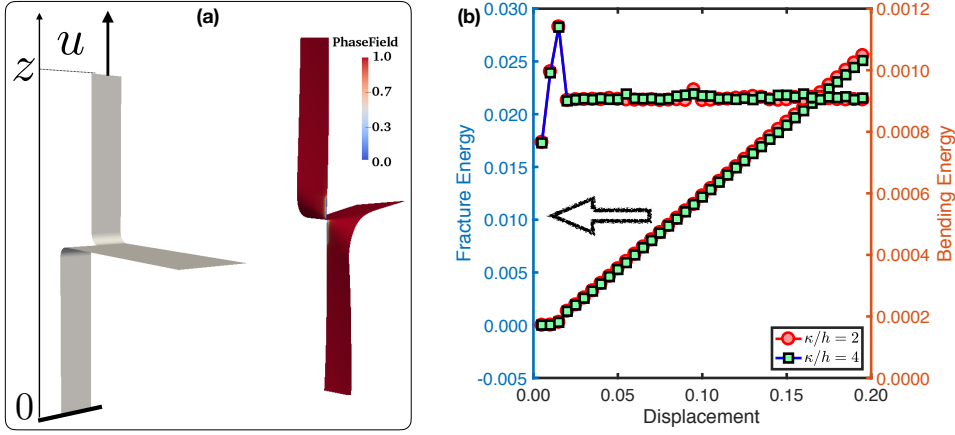 (a)
u
z
0
PhaseField
1.0
0.7
0.3
0.0
(b)
Fracture Energy
0.030
0.025
0.020
0.015
0.010
0.005
0.000
-0.005
0.00
0.05
0.10
0.15
0.20
Displacement
Bending Energy
0.0012
0.0010
0.0008
0.0006
0.0004
0.0002
0.0000
κ/h = 2
κ/h = 4